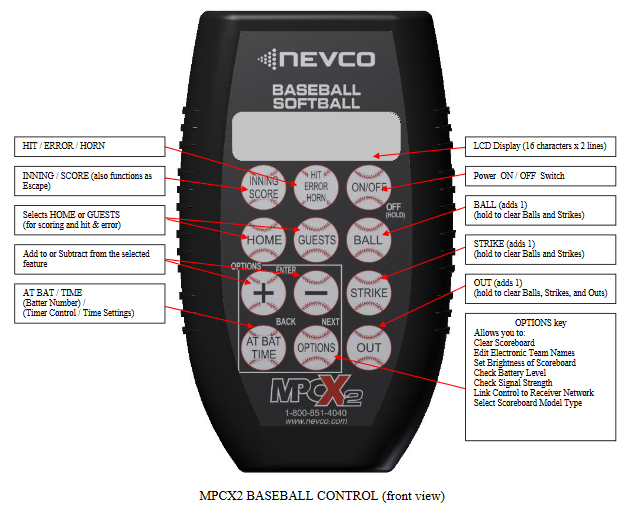 NEVCO
BASEBALL
SOFTBALL
HIT / ERROR / HORN
INNING / SCORE (also functions as
Escape)
Selects HOME or GUESTS
(for scoring and hit & error)
Add to or Subtract from the selected
feature
AT BAT / TIME
(Batter Number) /
(Timer Control / Time Settings)
INNING
SCORE
HIT
ERROR
HORN
ON/OFF
OFF
(HOLD)
HOME
GUESTS
BALL
OPTIONS
ENTER
+
−
STRIKE
BACK
NEXT
AT BAT
TIME
OPTIONS
OUT
MPCX2
1-800-851-4040
www.nevco.com
LCD Display (16 characters x 2 lines)
Power ON / OFF Switch
BALL (adds 1)
(hold to clear Balls and Strikes)
STRIKE (adds 1)
(hold to clear Balls and Strikes)
OUT (adds 1)
(hold to clear Balls, Strikes, and Outs)
OPTIONS key
Allows you to:
Clear Scoreboard
Edit Electronic Team Names
Set Brightness of Scoreboard
Check Battery Level
Check Signal Strength
Link Control to Receiver Network
Select Scoreboard Model Type
MPCX2 BASEBALL CONTROL (front view)